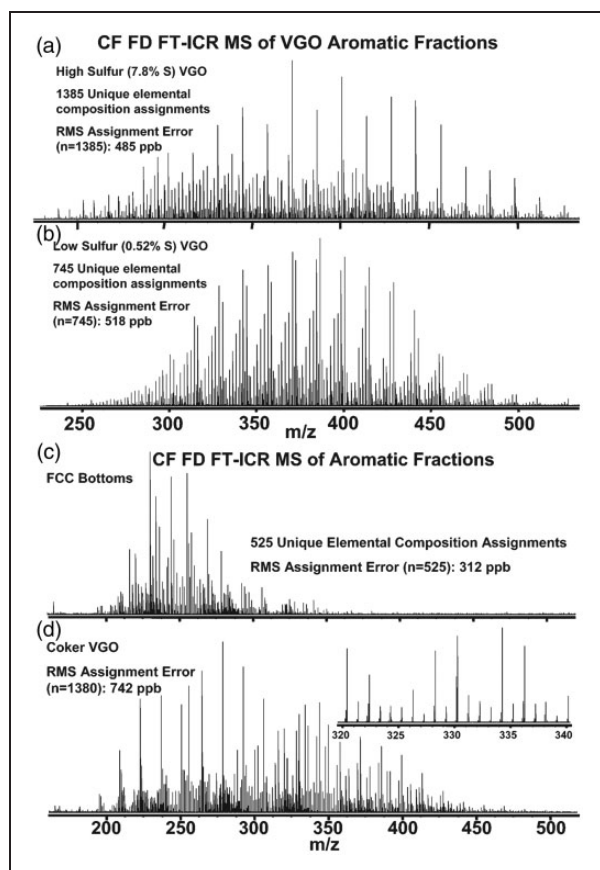 (a)
CF FD FT-ICR MS of VGO Aromatic Fractions
High Sulfur (7.8% S) VGO
1385 Unique elemental
composition assignments
RMS Assignment Error
(n=1385): 485 ppb
(b)
Low Sulfur (0.52% S) VGO
745 Unique elemental
composition assignments
RMS Assignment Error
(n=745): 518 ppb
250 300 350 400 450 500
m/z
(c)
CF FD FT-ICR MS of Aromatic Fractions
FCC Bottoms
525 Unique Elemental Composition Assignments
RMS Assignment Error (n=525): 312 ppb
(d)
Coker VGO
RMS Assignment Error
(n=1380): 742 ppb
320 325 330 335 340
200 250 300 350 400 450 500
m/z